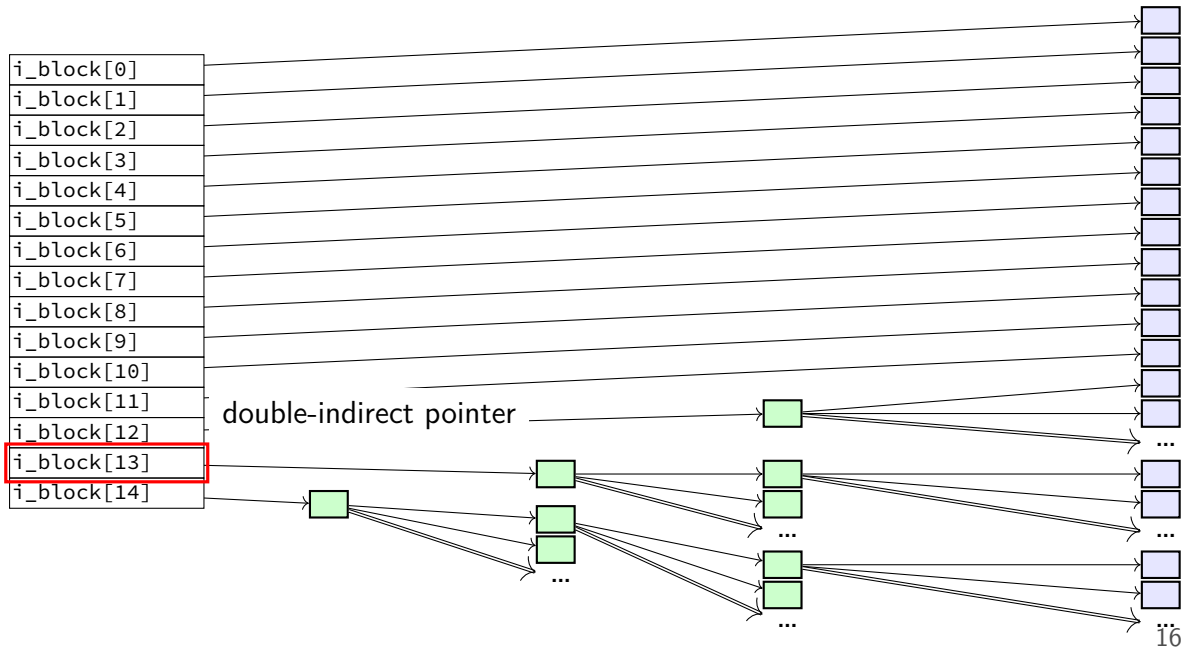 i_block[0]
i_block[1]
i_block[2]
i_block[3]
i_block[4]
i_block[5]
i_block[6]
i_block[7]
i_block[8]
i_block[9]
i_block[10]
i_block[11]
double-indirect pointer
i_block[12]
...
i_block[13]
i_block[14]
...
...
...
...
...
16